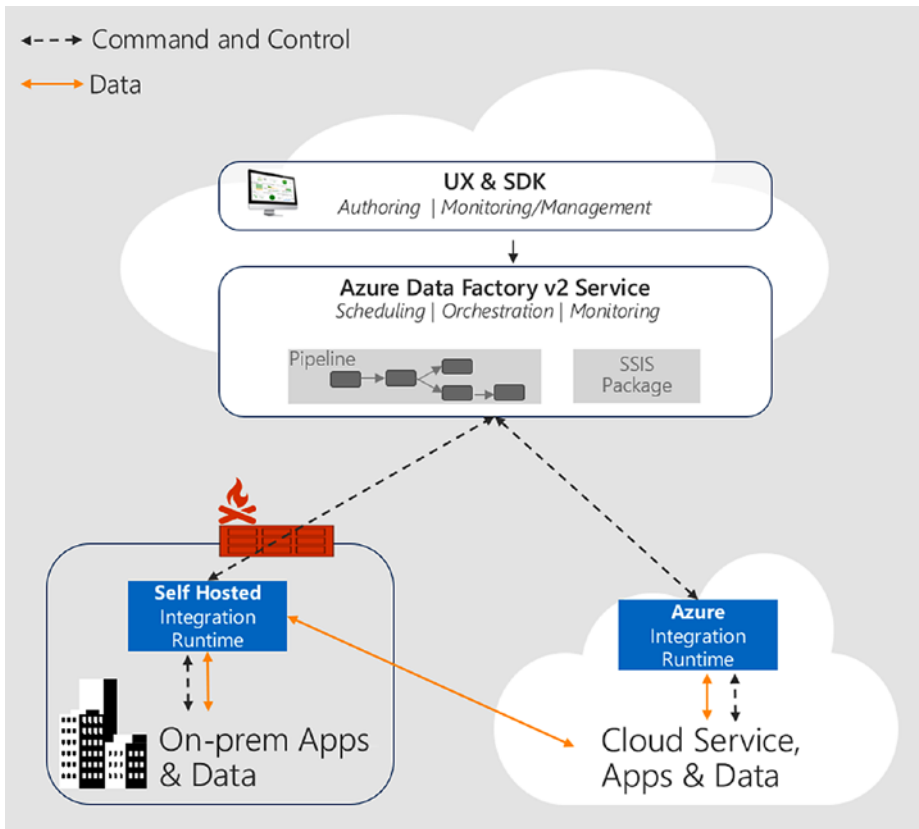 Command and Control
Data
UX & SDK
Authoring | Monitoring/Management
Azure Data Factory v2 Service
Scheduling | Orchestration | Monitoring
Pipeline
SSIS
Package
Self Hosted
Integration
Runtime
Azure
Integration
Runtime
On-prem Apps
& Data
Cloud Service,
Apps & Data